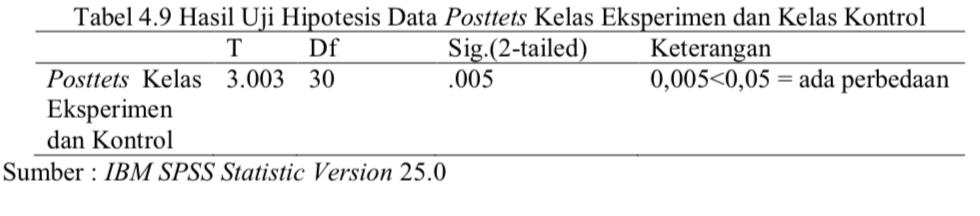 Tabel 4.9 Hasil Uji Hipotesis Data Posttets Kelas Eksperimen dan Kelas Kontrol
T Df Sig.(2-tailed) Keterangan
Posttets Kelas 3.003 30 .005 0,005<0,05 = ada perbedaan
Eksperimen
dan Kontrol
Sumber : IBM SPSS Statistic Version 25.0